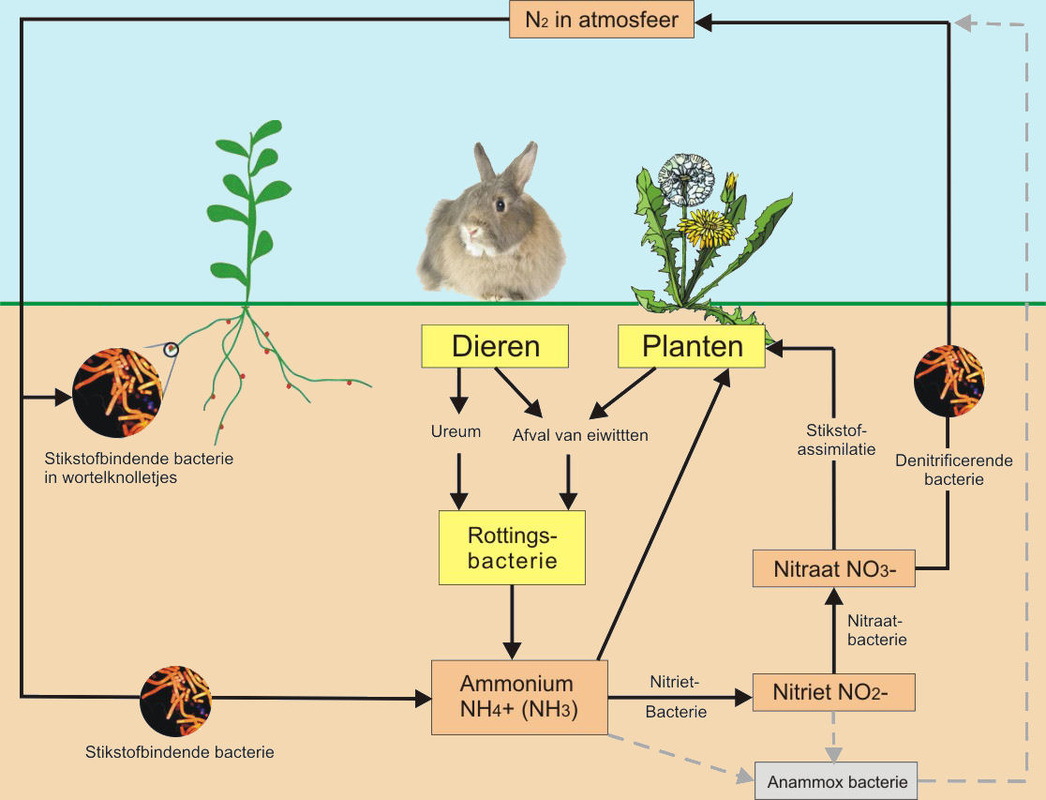 N2 in atmosfeer
Dieren
Planten
Ureum
Afval van eiwittten
Stikstof-
assimilatie
Stikstofbindende bacterie
in wortelknolletjes
Denitrificerende
bacterie
Rottings-
bacterie
Nitraat NO3-
Nitraat-
bacterie
Ammonium
NH4+ (NH3)
Nitriet-
Bacterie
Nitriet NO2-
Stikstofbindende bacterie
Anammox bacterie